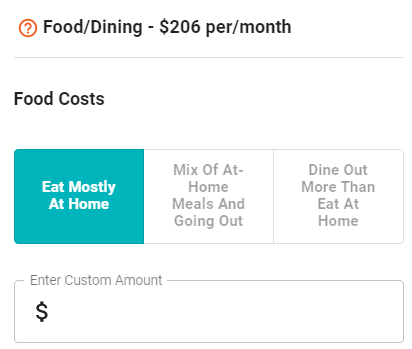 Food/Dining - $206 per/month
Food Costs
Eat Mostly
At Home
Mix Of At-
Home
Meals And
Going Out
Dine Out
More Than
Eat At
Home
Enter Custom Amount
$